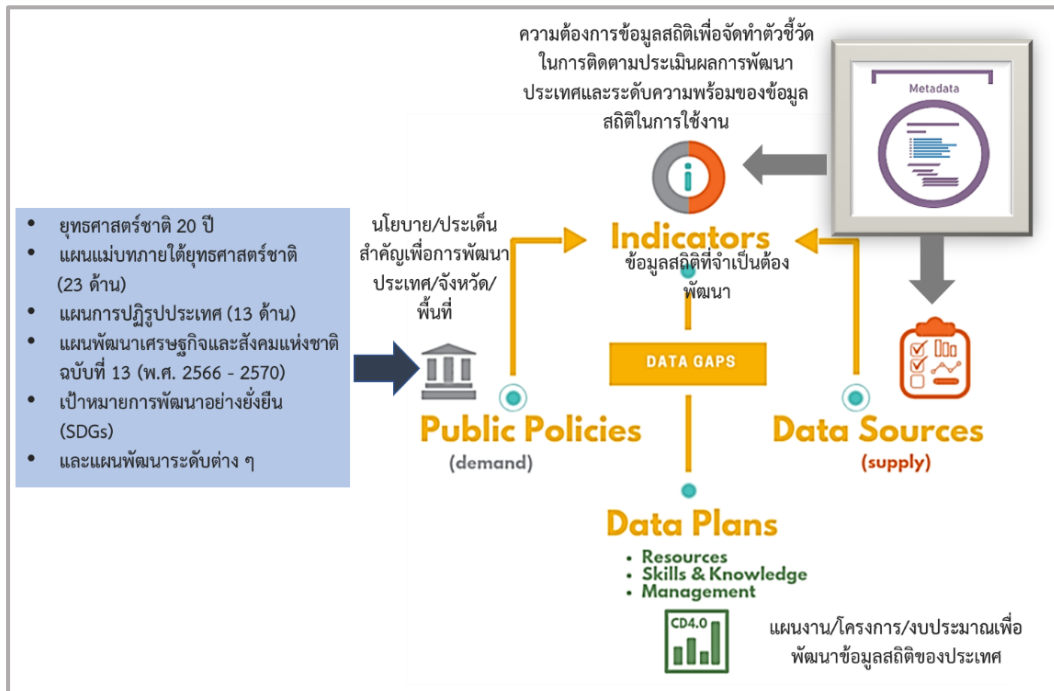 ความต้องการข้อมูลสถิติเพื่อจัดทำตัวชี้วัด
ในการติดตามประเมินผลการพัฒนา
ประเทศและระดับความพร้อมของข้อมูล
สถิติในการใช้งาน
Metadata
i
• ยุทธศาสตร์ชาติ 20 ปี
• แผนแม่บทภายใต้ยุทธศาสตร์ชาติ
(23 ด้าน)
• แผนการปฏิรูปประเทศ (13 ด้าน)
• แผนพัฒนาเศรษฐกิจและสังคมแห่งชาติ
ฉบับที่ 13 (พ.ศ. 2566 - 2570)
• เป้าหมายการพัฒนาอย่างยั่งยืน
(SDGs)
• และแผนพัฒนาระดับต่าง ๆ
นโยบาย/ประเด็น
สำคัญเพื่อการพัฒนา
ประเทศ/จังหวัด/
พื้นที่
Indicators
ข้อมูลสถิติที่จำเป็นต้อง
พัฒนา
DATA GAPS
Public Policies
(demand)
Data Sources
(supply)
Data Plans
• Resources
• Skills & Knowledge
• Management
CD4.0
แผนงาน/โครงการ/งบประมาณเพื่อ
พัฒนาข้อมูลสถิติของประเทศ